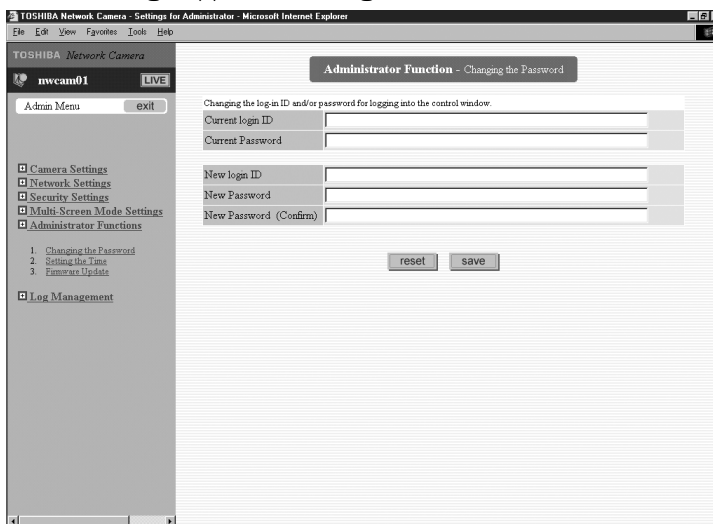 TOSHIBA Network Camera - Settings for Administrator - Microsoft Internet Explorer
File Edit View Favorites Tools Help
TOSHIBA Network Camera
nwcam01 LIVE
Admin Menu exit
Camera Settings
Network Settings
Security Settings
Multi-Screen Mode Settings
Administrator Functions
1. Changing the Password
2. Setting the Time
3. Firmware Update
Log Management
Administrator Function - Changing the Password
Changing the log-in ID and/or password for logging into the control window.
Current login ID
Current Password
New login ID
New Password
New Password (Confirm)
reset save